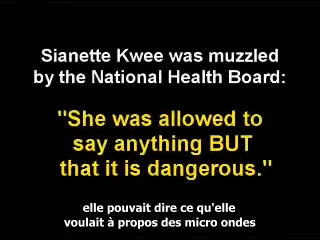 Sianette Kwee was muzzled
by the National Health Board:
"She was allowed to
say anything BUT
that it is dangerous."
elle pouvait dire ce qu'elle
voulait à propos des micro ondes